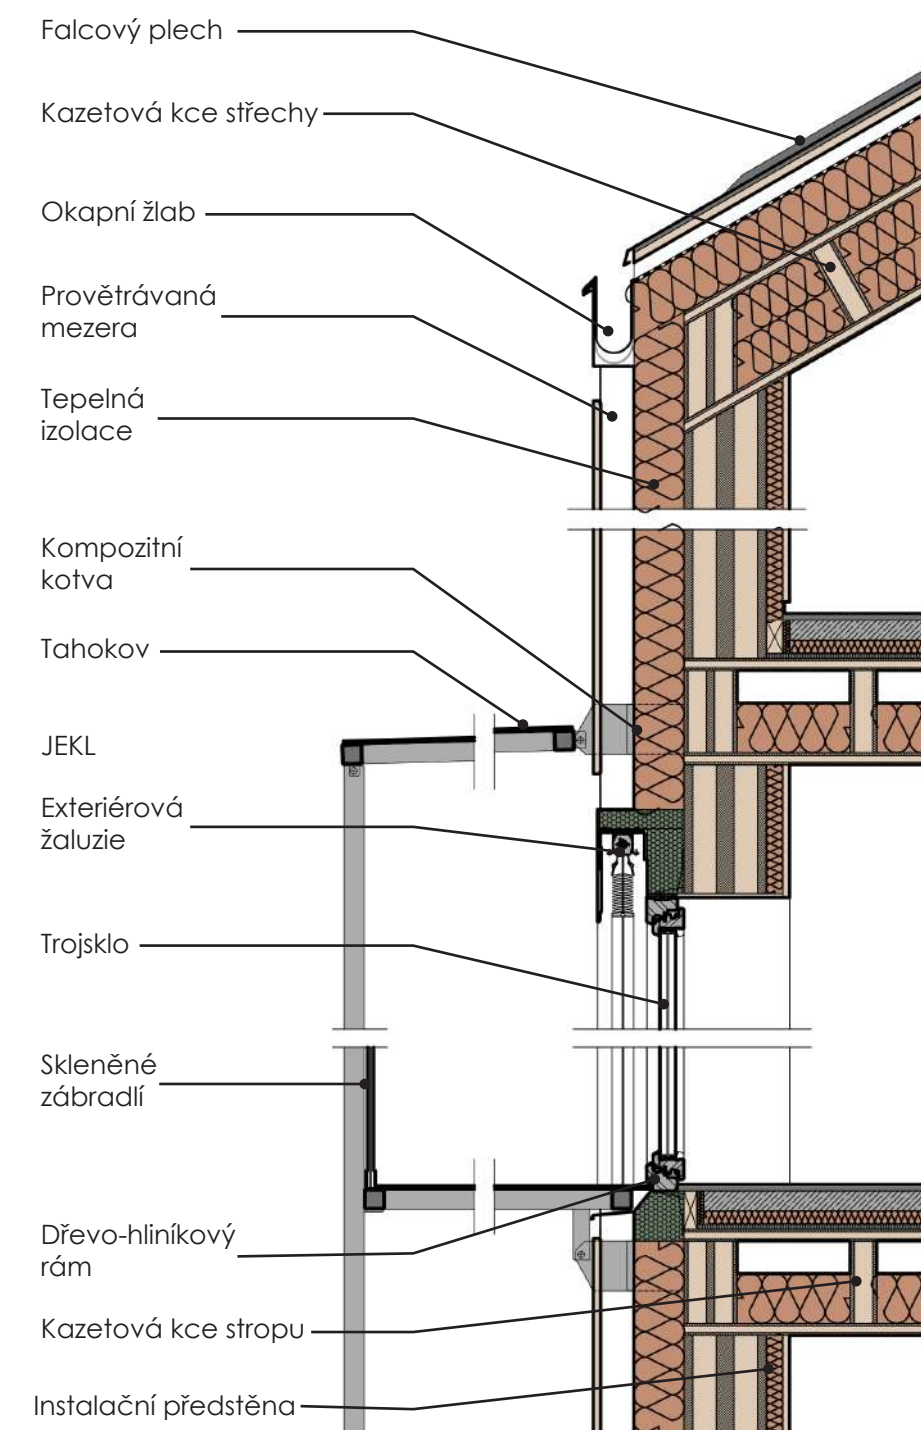 Falcový plech
Kazetová kce střechy
Okapní žlab
Provětrávaná
mezera
Tepelná
izolace
Kompozitní
kotva
Tahokov
JEKL
Exteriérová
žaluzie
Trojsklo
Skleněné
zábradlí
Dřevo-hliníkový
rám
Kazetová kce stropu
Instalační předstěna